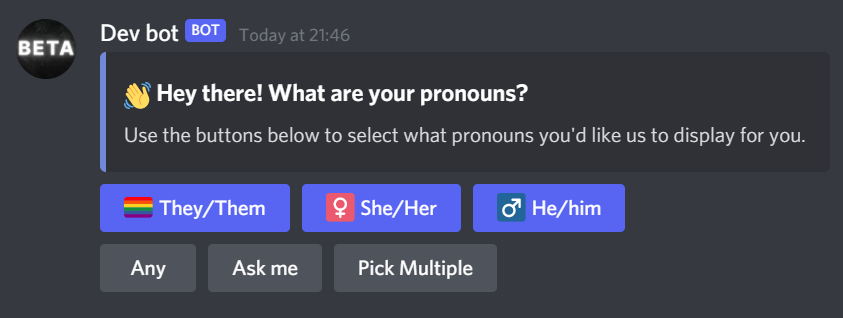 BETA
Dev bot BOT Today at 21:46
👋 Hey there! What are your pronouns?
Use the buttons below to select what pronouns you'd like us to display for you.
They/Them She/Her He/him
Any Ask me Pick Multiple